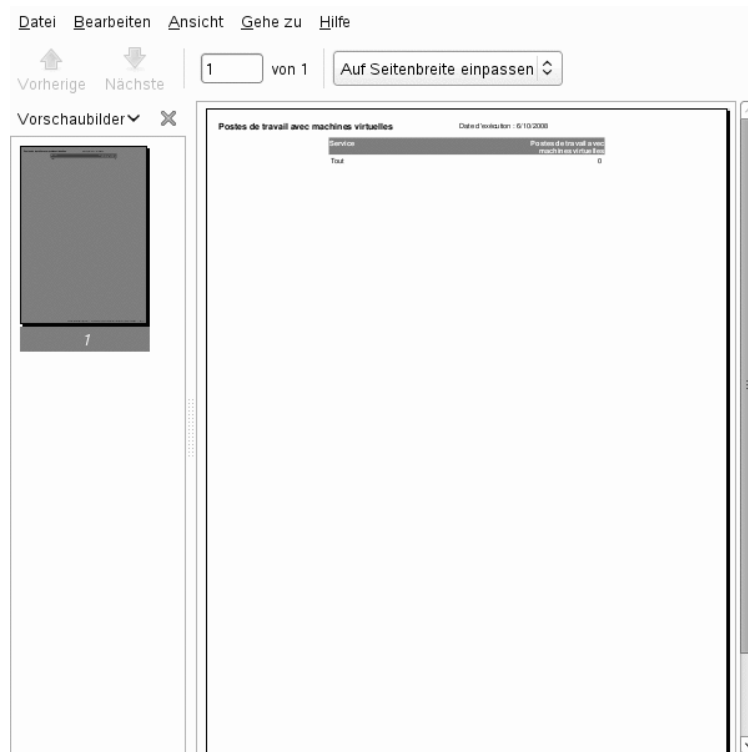 Datei Bearbeiten Ansicht Gehe zu Hilfe
1 von 1 Auf Seitenbreite einpassen
Vorherige Nächste
Vorschaubilder
Postes de travail avec machines virtuelles Date d'exécution : 6/10/2008
Service Postes de travail avec
machines virtuelles
Tout 0
1